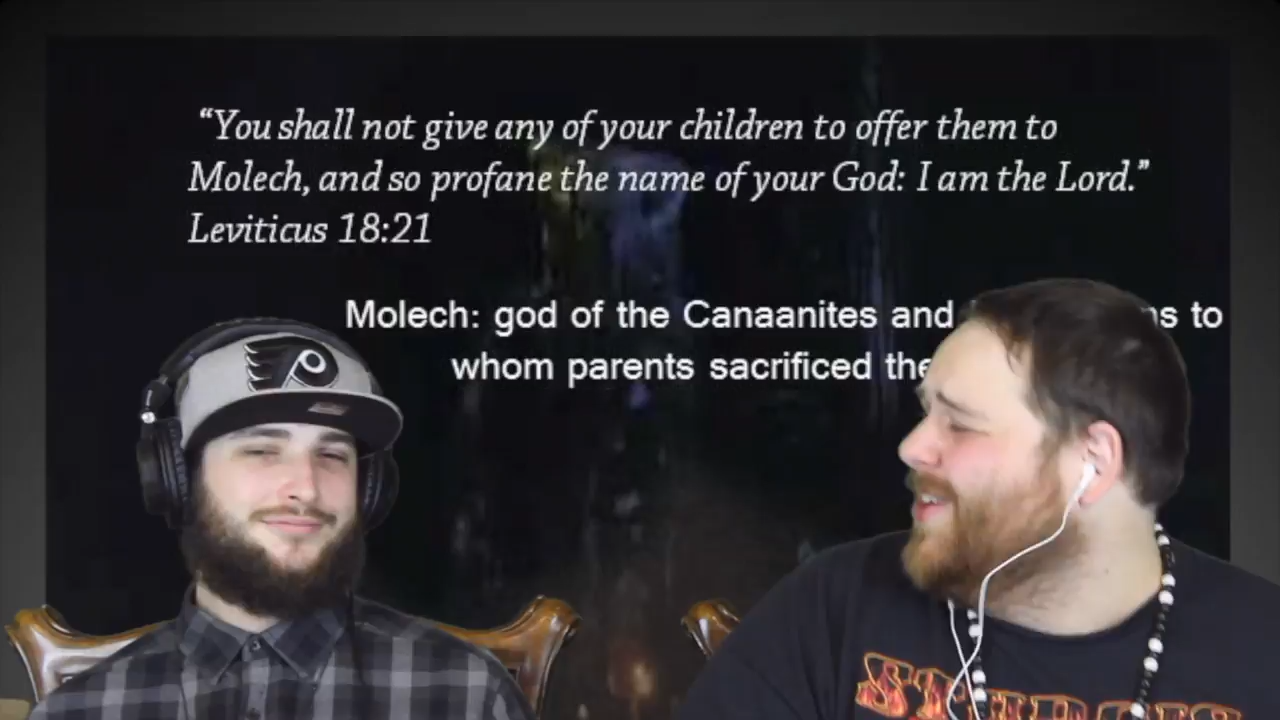 “You shall not give any of your children to offer them to
Molech, and so profane the name of your God: I am the Lord.”
Leviticus 18:21
Molech: god of the Canaanites and to
whom parents sacrificed